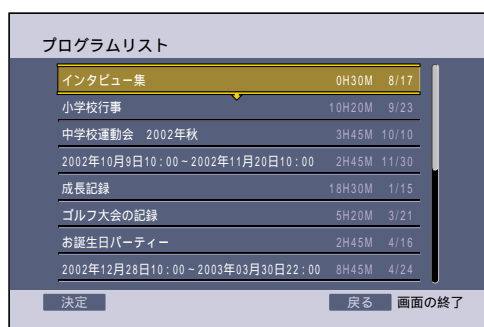 プログラムリスト
インタビュー集 0H30M 8/17
小学校行事 10H20M 9/23
中学校運動会 2002年秋 3H45M 10/10
2002年10月9日10:00~2002年11月20日10:00 2H45M 11/30
成長記録 18H30M 1/15
ゴルフ大会の記録 5H20M 3/21
お誕生日パーティー 2H45M 4/16
2002年12月28日10:00~2003年03月30日22:00 8H45M 4/24
決定 戻る 画面の終了